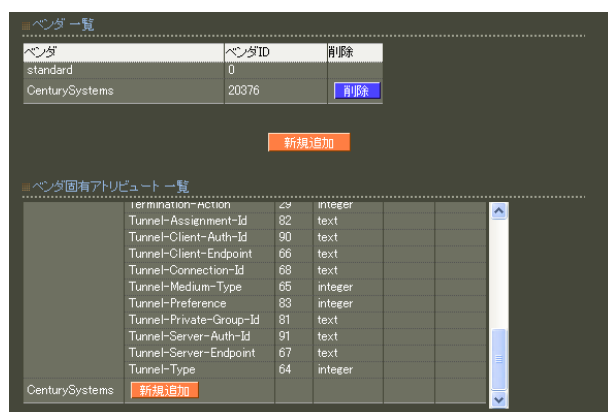 ベンダ 一覧
ベンダ ベンダID 削除
standard 0
CenturySystems 20376 削除
新規追加
ベンダ固有アトリビュート 一覧
Termination-Action 29 integer
Tunnel-Assignment-Id 82 text
Tunnel-Client-Auth-Id 90 text
Tunnel-Client-Endpoint 66 text
Tunnel-Connection-Id 68 text
Tunnel-Medium-Type 65 integer
Tunnel-Preference 83 integer
Tunnel-Private-Group-Id 81 text
Tunnel-Server-Auth-Id 91 text
Tunnel-Server-Endpoint 67 text
Tunnel-Type 64 integer
CenturySystems 新規追加